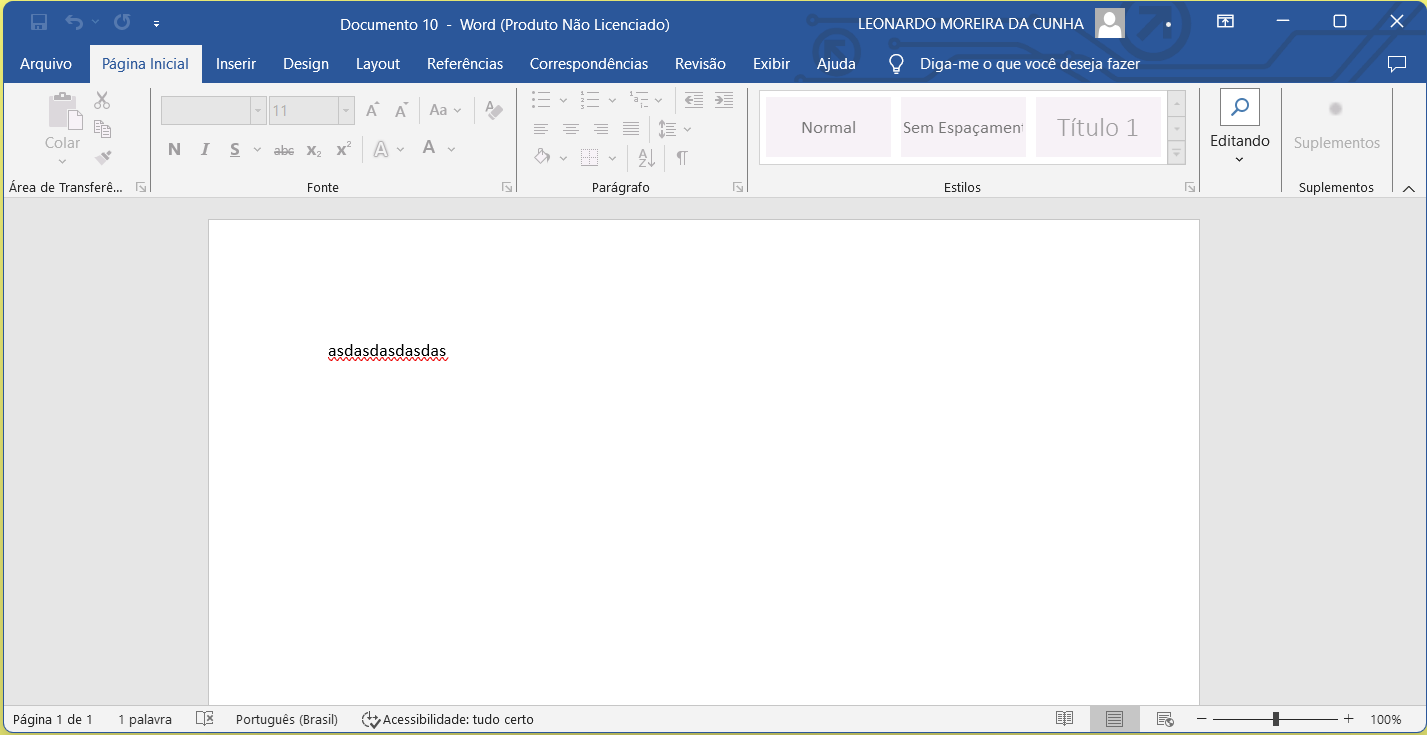 Documento 10 - Word (Produto Não Licenciado)
LEONARDO MOREIRA DA CUNHA
Arquivo
Página Inicial
Inserir
Design
Layout
Referências
Correspondências
Revisão
Exibir
Ajuda
Diga-me o que você deseja fazer
Colar
Área de Transferê...
11
Aa
N I S abc x₂ x² A A
Fonte
Parágrafo
Normal
Sem Espaçament
Título 1
Estilos
Editando
Suplementos
Suplementos
asdasdasdasdas
Página 1 de 1
1 palavra
Português (Brasil)
Acessibilidade: tudo certo
100%